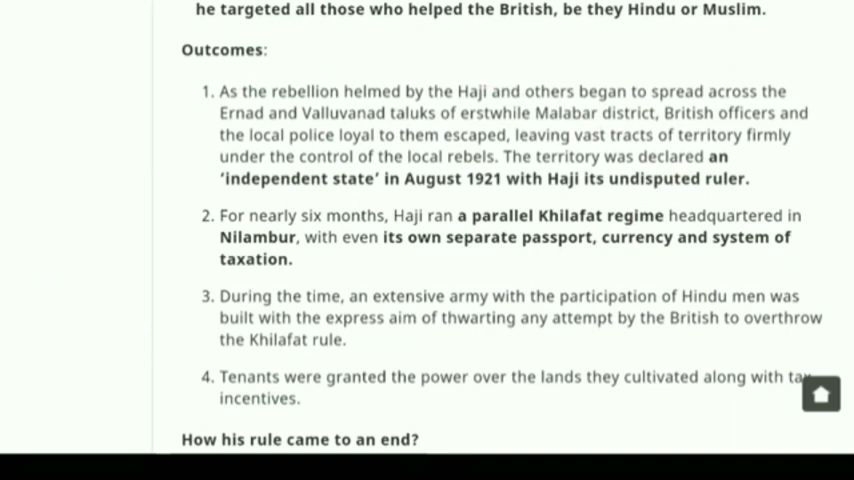 he targeted all those who helped the British, be they Hindu or Muslim.
Outcomes:
1. As the rebellion helmed by the Haji and others began to spread across the
Ernad and Valluvanad taluks of erstwhile Malabar district, British officers and
the local police loyal to them escaped, leaving vast tracts of territory firmly
under the control of the local rebels. The territory was declared an
‘independent state’ in August 1921 with Haji its undisputed ruler.
2. For nearly six months, Haji ran a parallel Khilafat regime headquartered in
Nilambur, with even its own separate passport, currency and system of
taxation.
3. During the time, an extensive army with the participation of Hindu men was
built with the express aim of thwarting any attempt by the British to overthrow
the Khilafat rule.
4. Tenants were granted the power over the lands they cultivated along with
incentives.
How his rule came to an end?